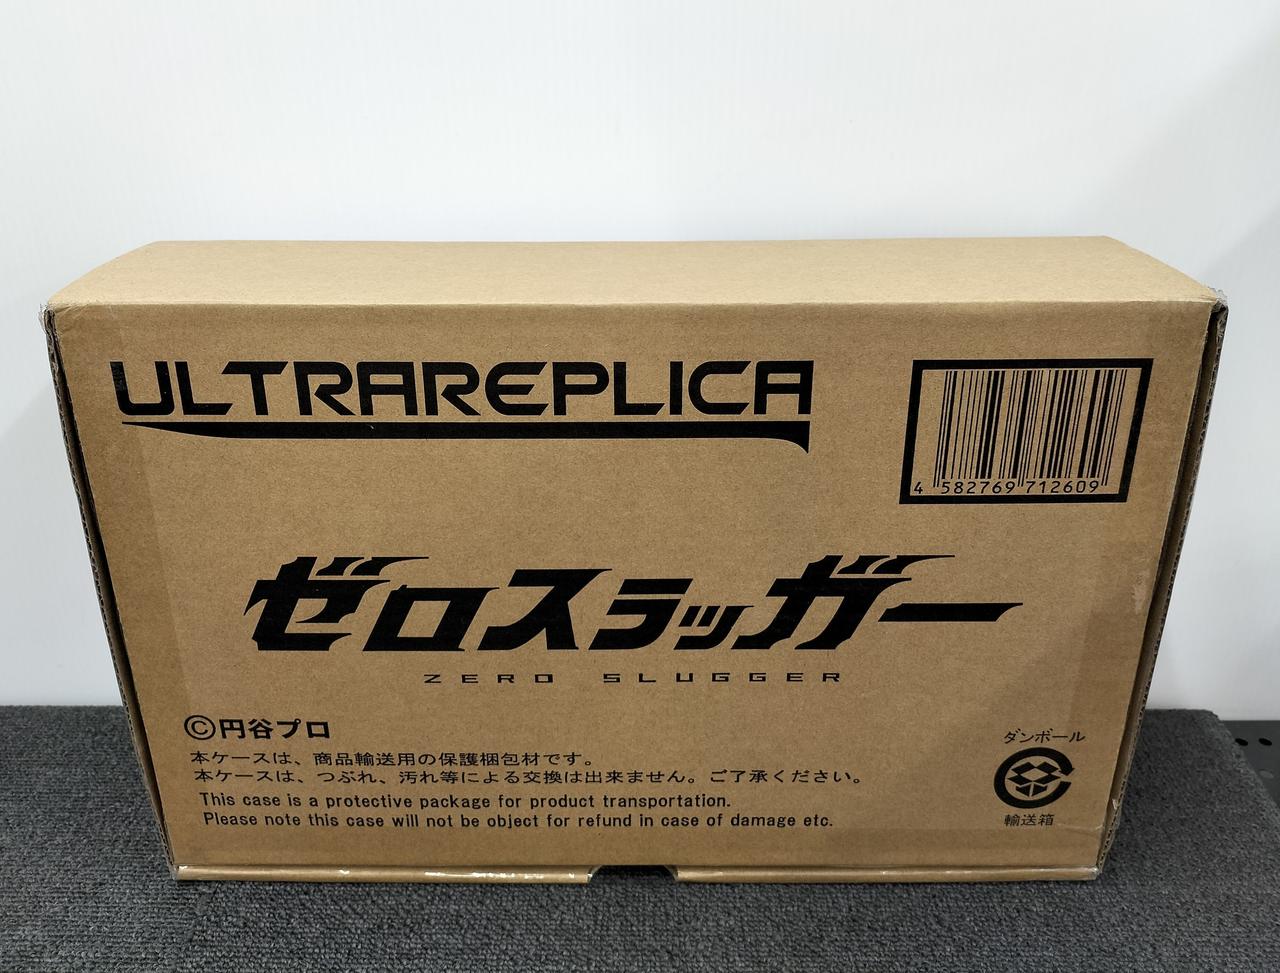 ULTRAREPLICA
4 582769 712609
ゼロスラッガー
ZERO SLUGGER
©円谷プロ
本ケースは、商品輸送用の保護梱包材です。
本ケースは、つぶれ、汚れ等による交換は出来ません。ご了承ください。
This case is a protective package for product transportation.
Please note this case will not be object for refund in case of damage etc.
ダンボール
輸送箱